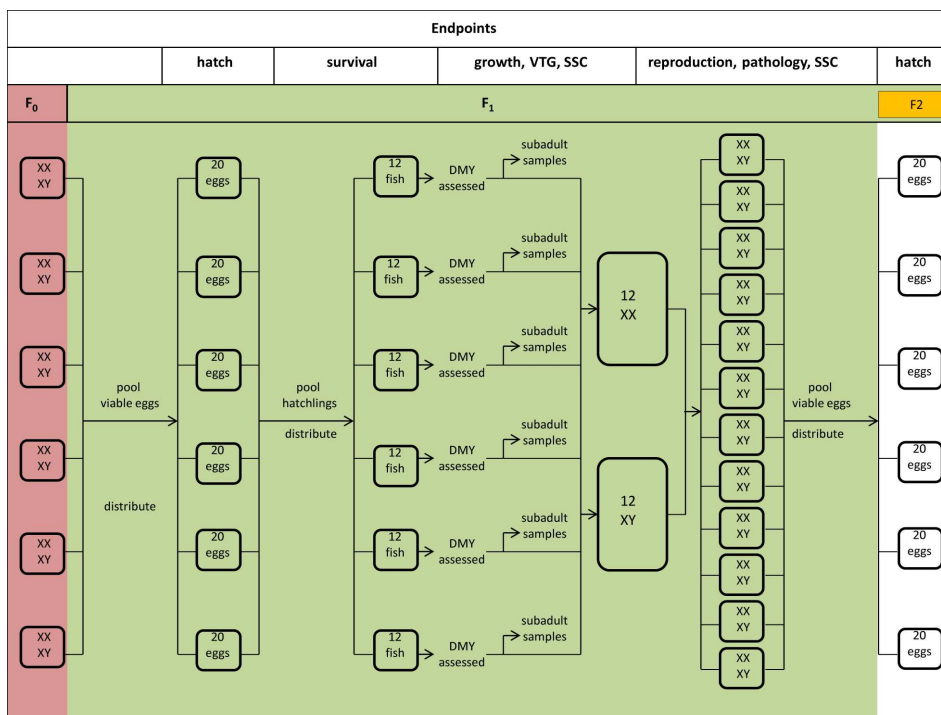 Endpoints
hatch
survival
growth, VTG, SSC
reproduction, pathology, SSC
hatch
F₀
F₁
F2
XX
XY
XX
XY
XX
XY
XX
XY
XX
XY
XX
XY
pool
viable eggs
distribute
20
eggs
20
eggs
20
eggs
20
eggs
20
eggs
20
eggs
pool
hatchlings
distribute
12
fish
12
fish
12
fish
12
fish
12
fish
12
fish
DMY
assessed
DMY
assessed
DMY
assessed
DMY
assessed
DMY
assessed
DMY
assessed
subadult
samples
subadult
samples
subadult
samples
subadult
samples
subadult
samples
subadult
samples
12
XX
12
XY
XX
XY
XX
XY
XX
XY
XX
XY
XX
XY
XX
XY
XX
XY
XX
XY
XX
XY
XX
XY
XX
XY
XX
XY
pool
viable eggs
distribute
20
eggs
20
eggs
20
eggs
20
eggs
20
eggs
20
eggs